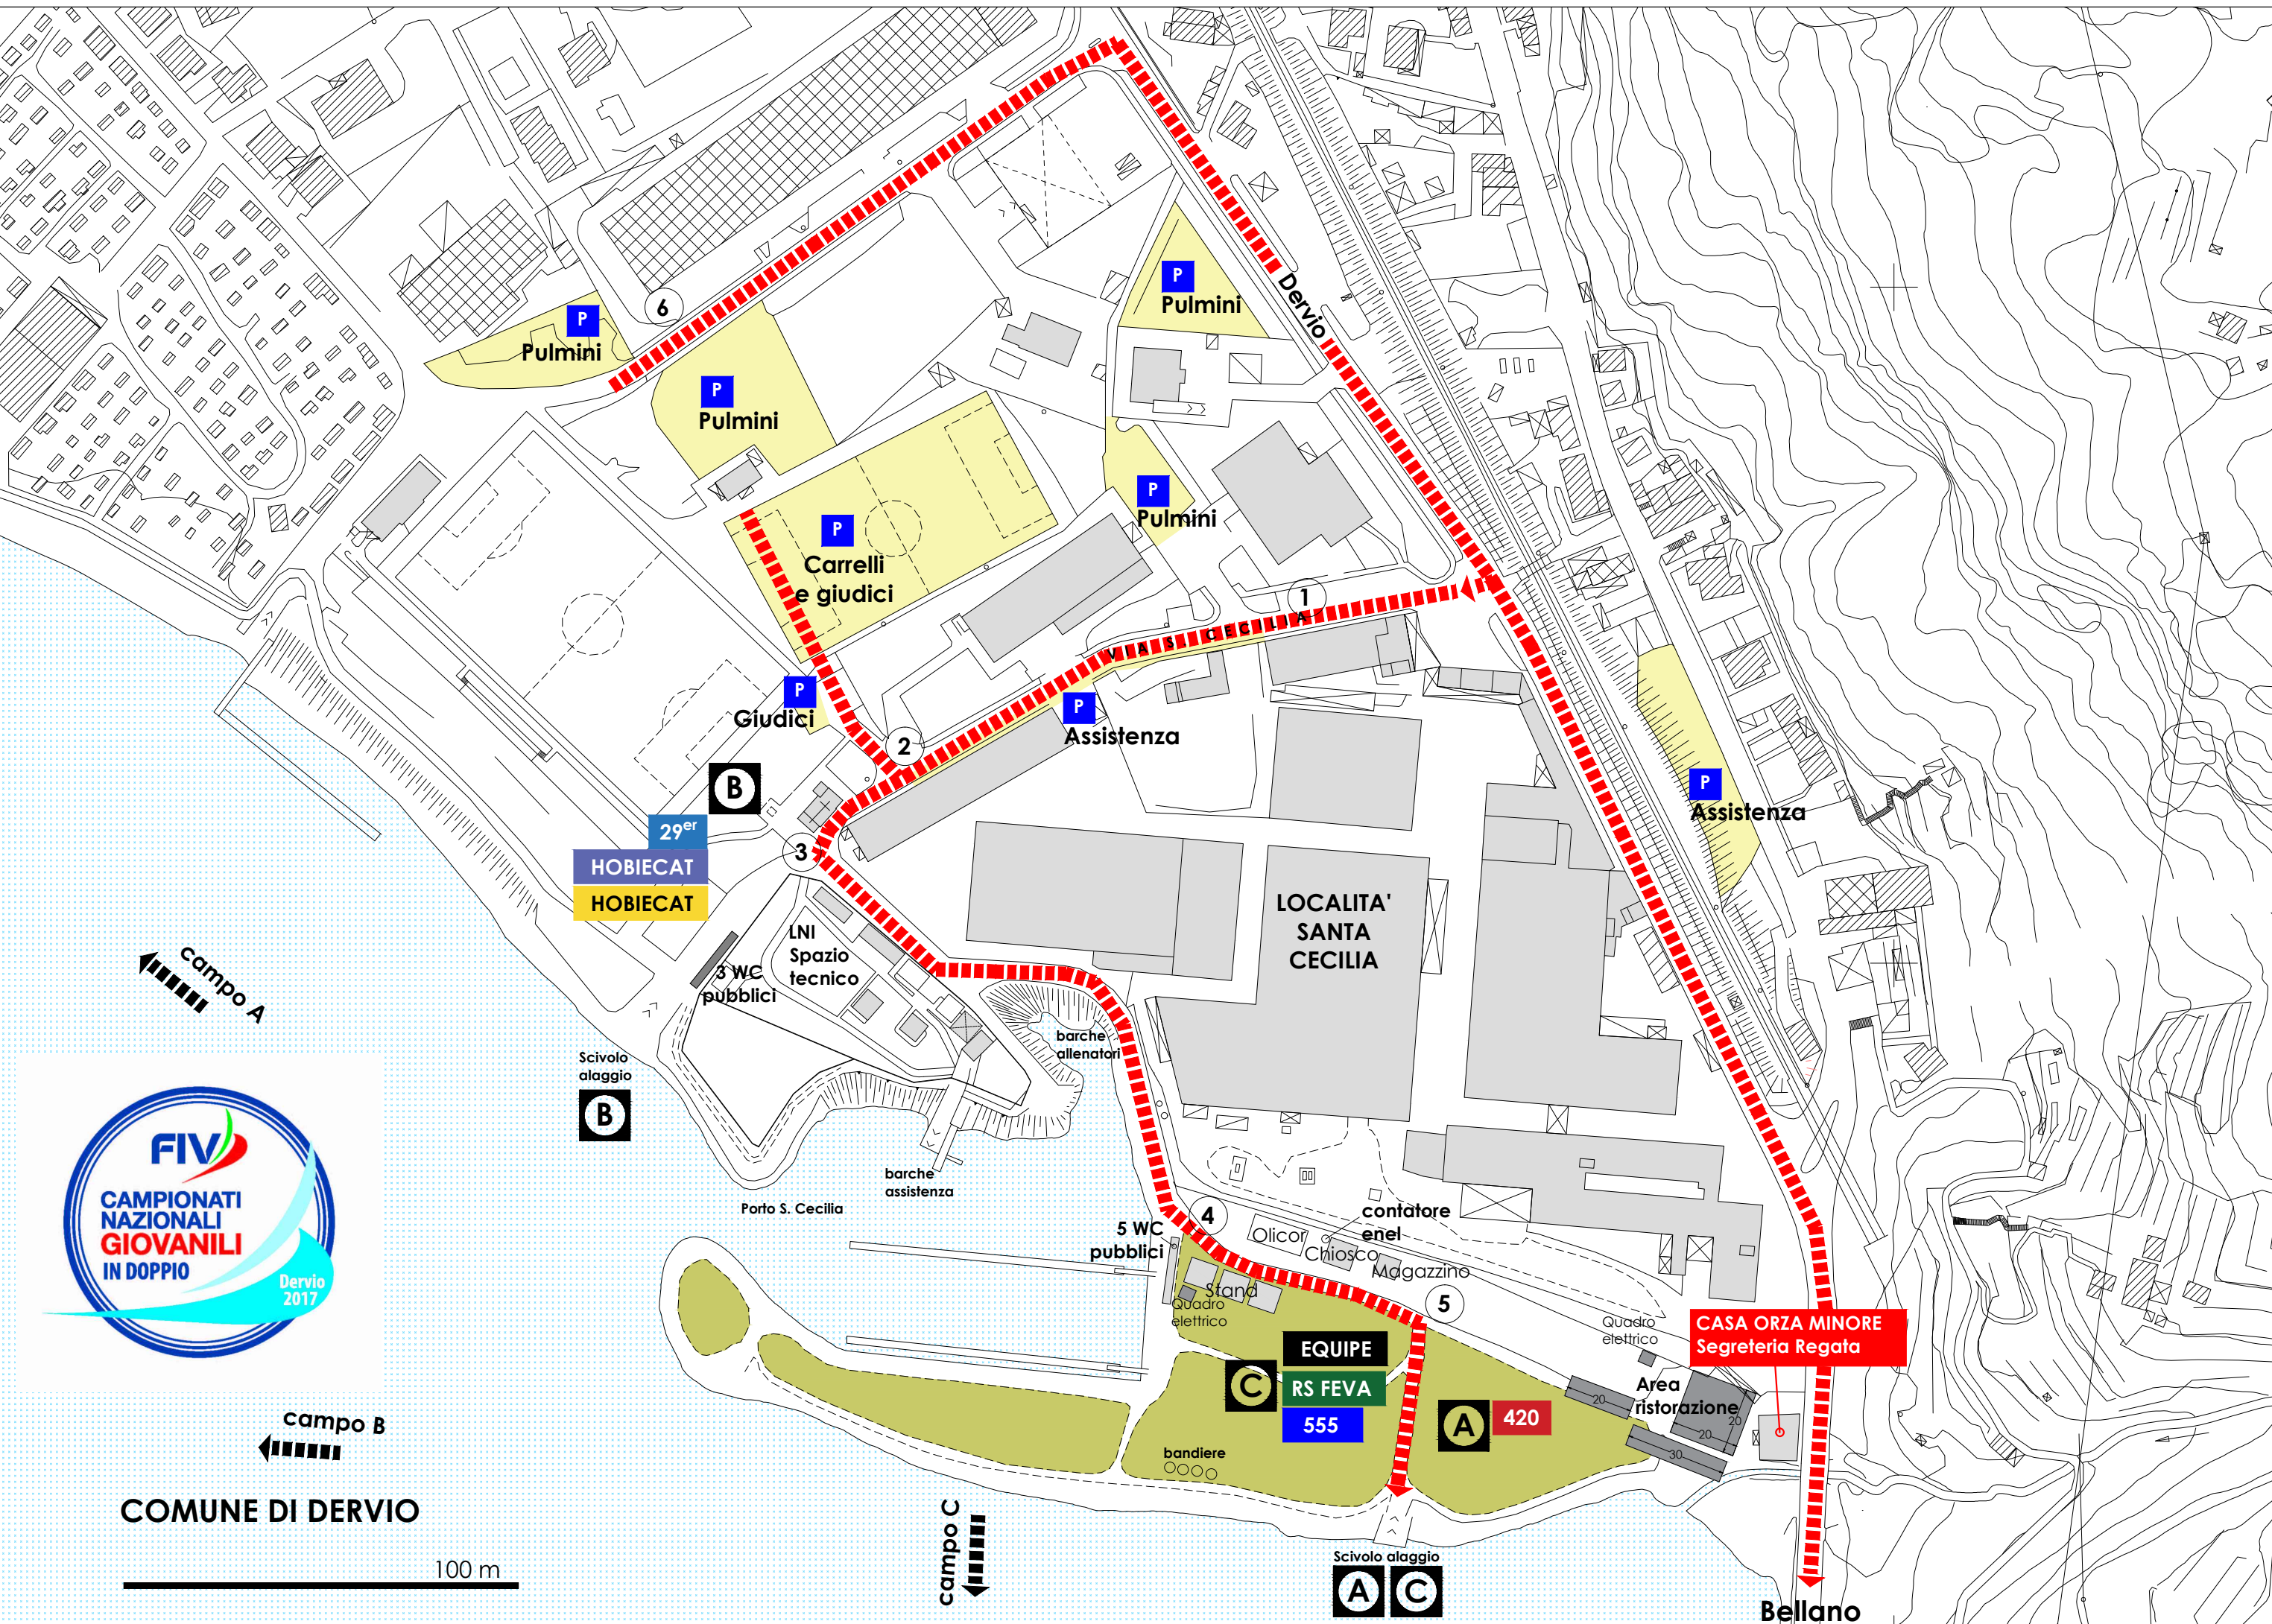 6
P
Pulmini
P
Pulmini
Dervio
P
Pulmini
P
Pulmini
P
Carrelli
e giudici
1
VIA S. CECILIA
P
Giudici
2
P
Assistenza
P
Assistenza
B
29er
HOBIECAT
HOBIECAT
3
LNI
Spazio
tecnico
3 WC
pubblici
LOCALITA'
SANTA
CECILIA
campo A
barche
allenatori
Scivolo
alaggio
B
barche
assistenza
Porto S. Cecilia
FIV
CAMPIONATI
NAZIONALI
GIOVANILI
IN DOPPIO
Dervio
2017
5 WC
pubblici
4
Olicor
contatore
enel
Chiosco
Magazzino
Stand
Quadro
elettrico
5
Quadro
elettrico
CASA ORZA MINORE
Segreteria Regata
EQUIPE
C
RS FEVA
555
A
420
Area
ristorazione
20
20
20
30
bandiere
campo B
COMUNE DI DERVIO
100 m
campo C
Scivolo alaggio
A
C
Bellano